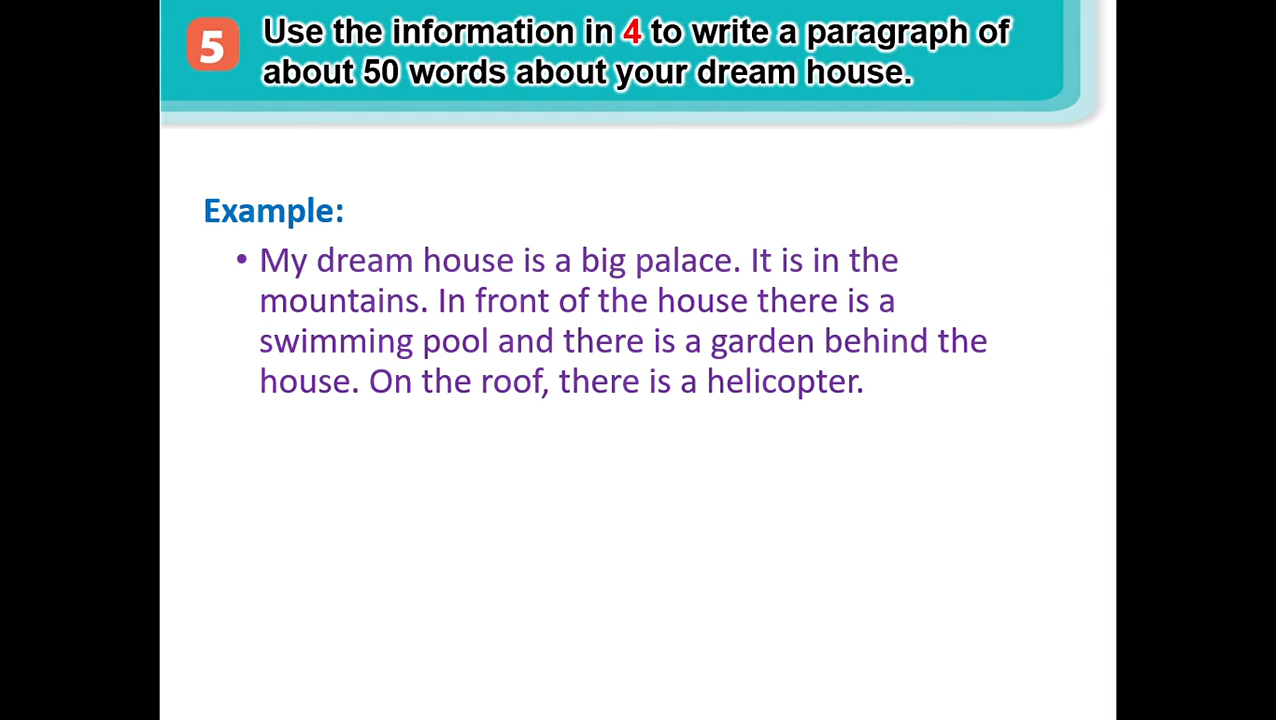 5 Use the information in 4 to write a paragraph of
about 50 words about your dream house.
Example:
• My dream house is a big palace. It is in the
mountains. In front of the house there is a
swimming pool and there is a garden behind the
house. On the roof, there is a helicopter.